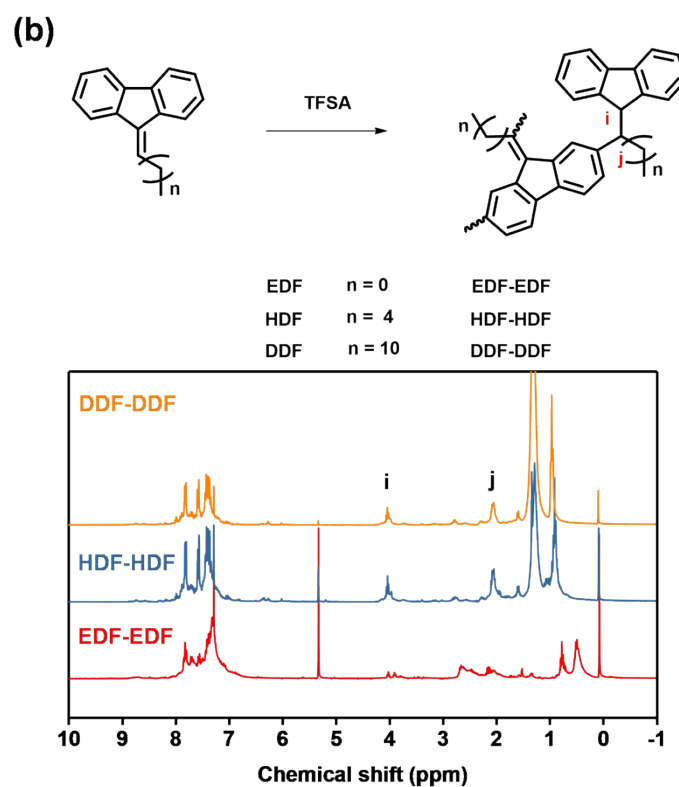 (b)
TFSA
n
i
n
j
n
EDF n = 0 EDF-EDF
HDF n = 4 HDF-HDF
DDF n = 10 DDF-DDF
DDF-DDF
i j
HDF-HDF
EDF-EDF
10 9 8 7 6 5 4 3 2 1 0 -1
Chemical shift (ppm)